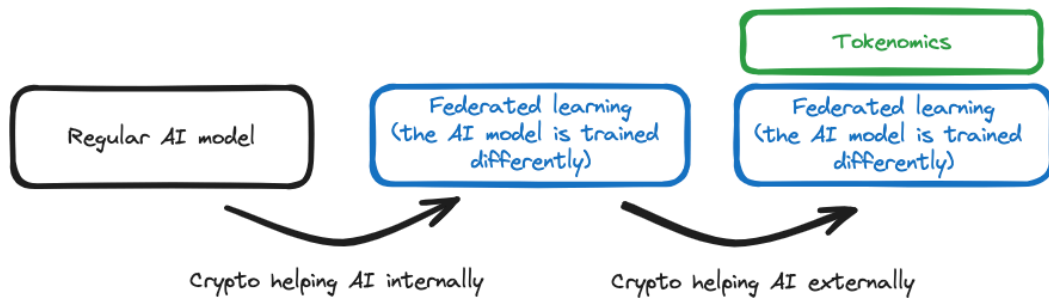 Tokenomics
Regular AI model
Federated learning
(the AI model is trained
differently)
Federated learning
(the AI model is trained
differently)
Crypto helping AI internally
Crypto helping AI externally